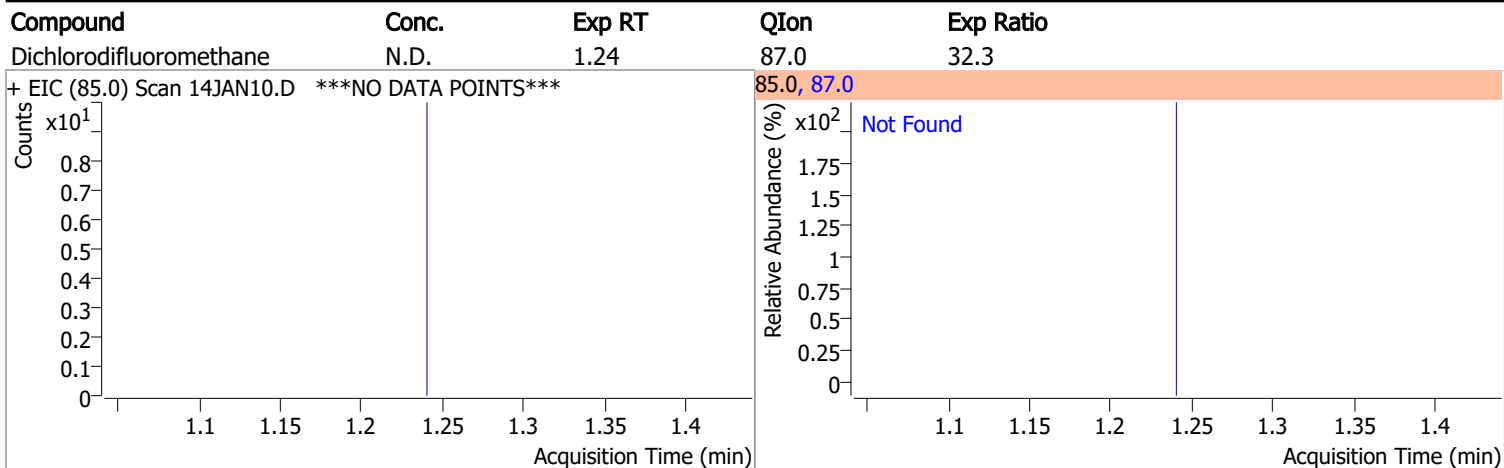 Compound Conc. Exp RT QIon Exp Ratio
Dichlorodifluoromethane N.D. 1.24 87.0 32.3
+ EIC (85.0) Scan 14JAN10.D ***NO DATA POINTS***
Counts
x10¹
0.8
0.7
0.6
0.5
0.4
0.3
0.2
0.1
0
1.1 1.15 1.2 1.25 1.3 1.35 1.4
Acquisition Time (min)
85.0, 87.0
Relative Abundance (%)
x10²
Not Found
1.75
1.5
1.25
1
0.75
0.5
0.25
0
1.1 1.15 1.2 1.25 1.3 1.35 1.4
Acquisition Time (min)